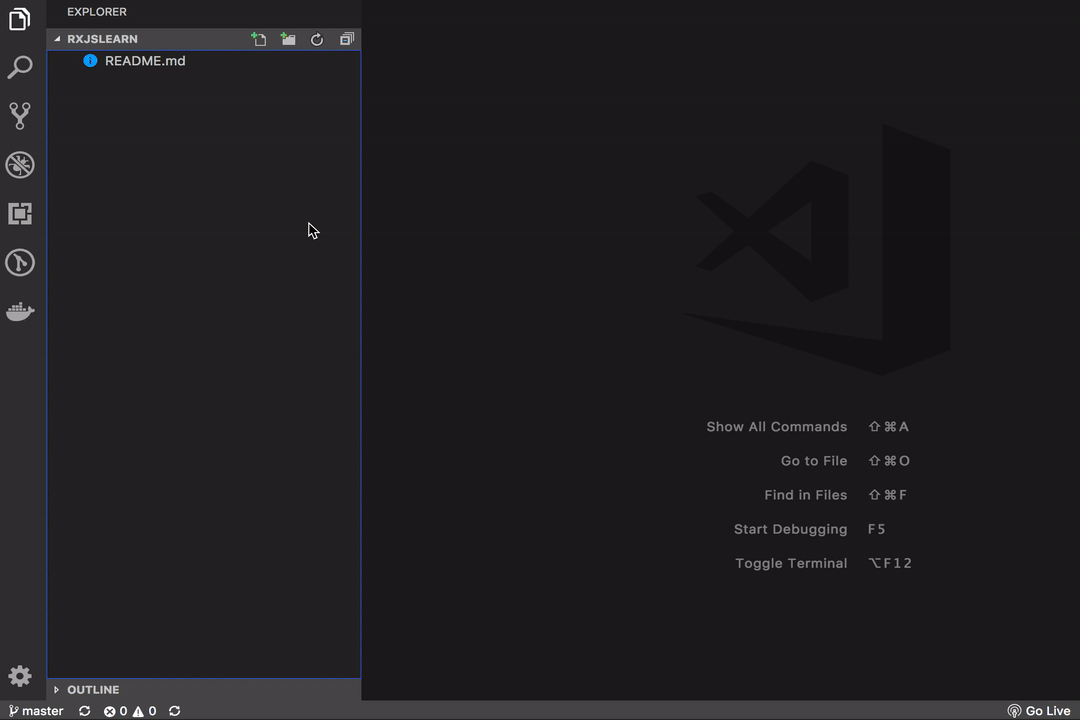 EXPLORER
RXJSLEARN
README.md
Show All Commands ⇧⌘A
Go to File ⇧⌘O
Find in Files ⇧⌘F
Start Debugging F5
Toggle Terminal ⌥F12
OUTLINE
master 0 0 Go Live